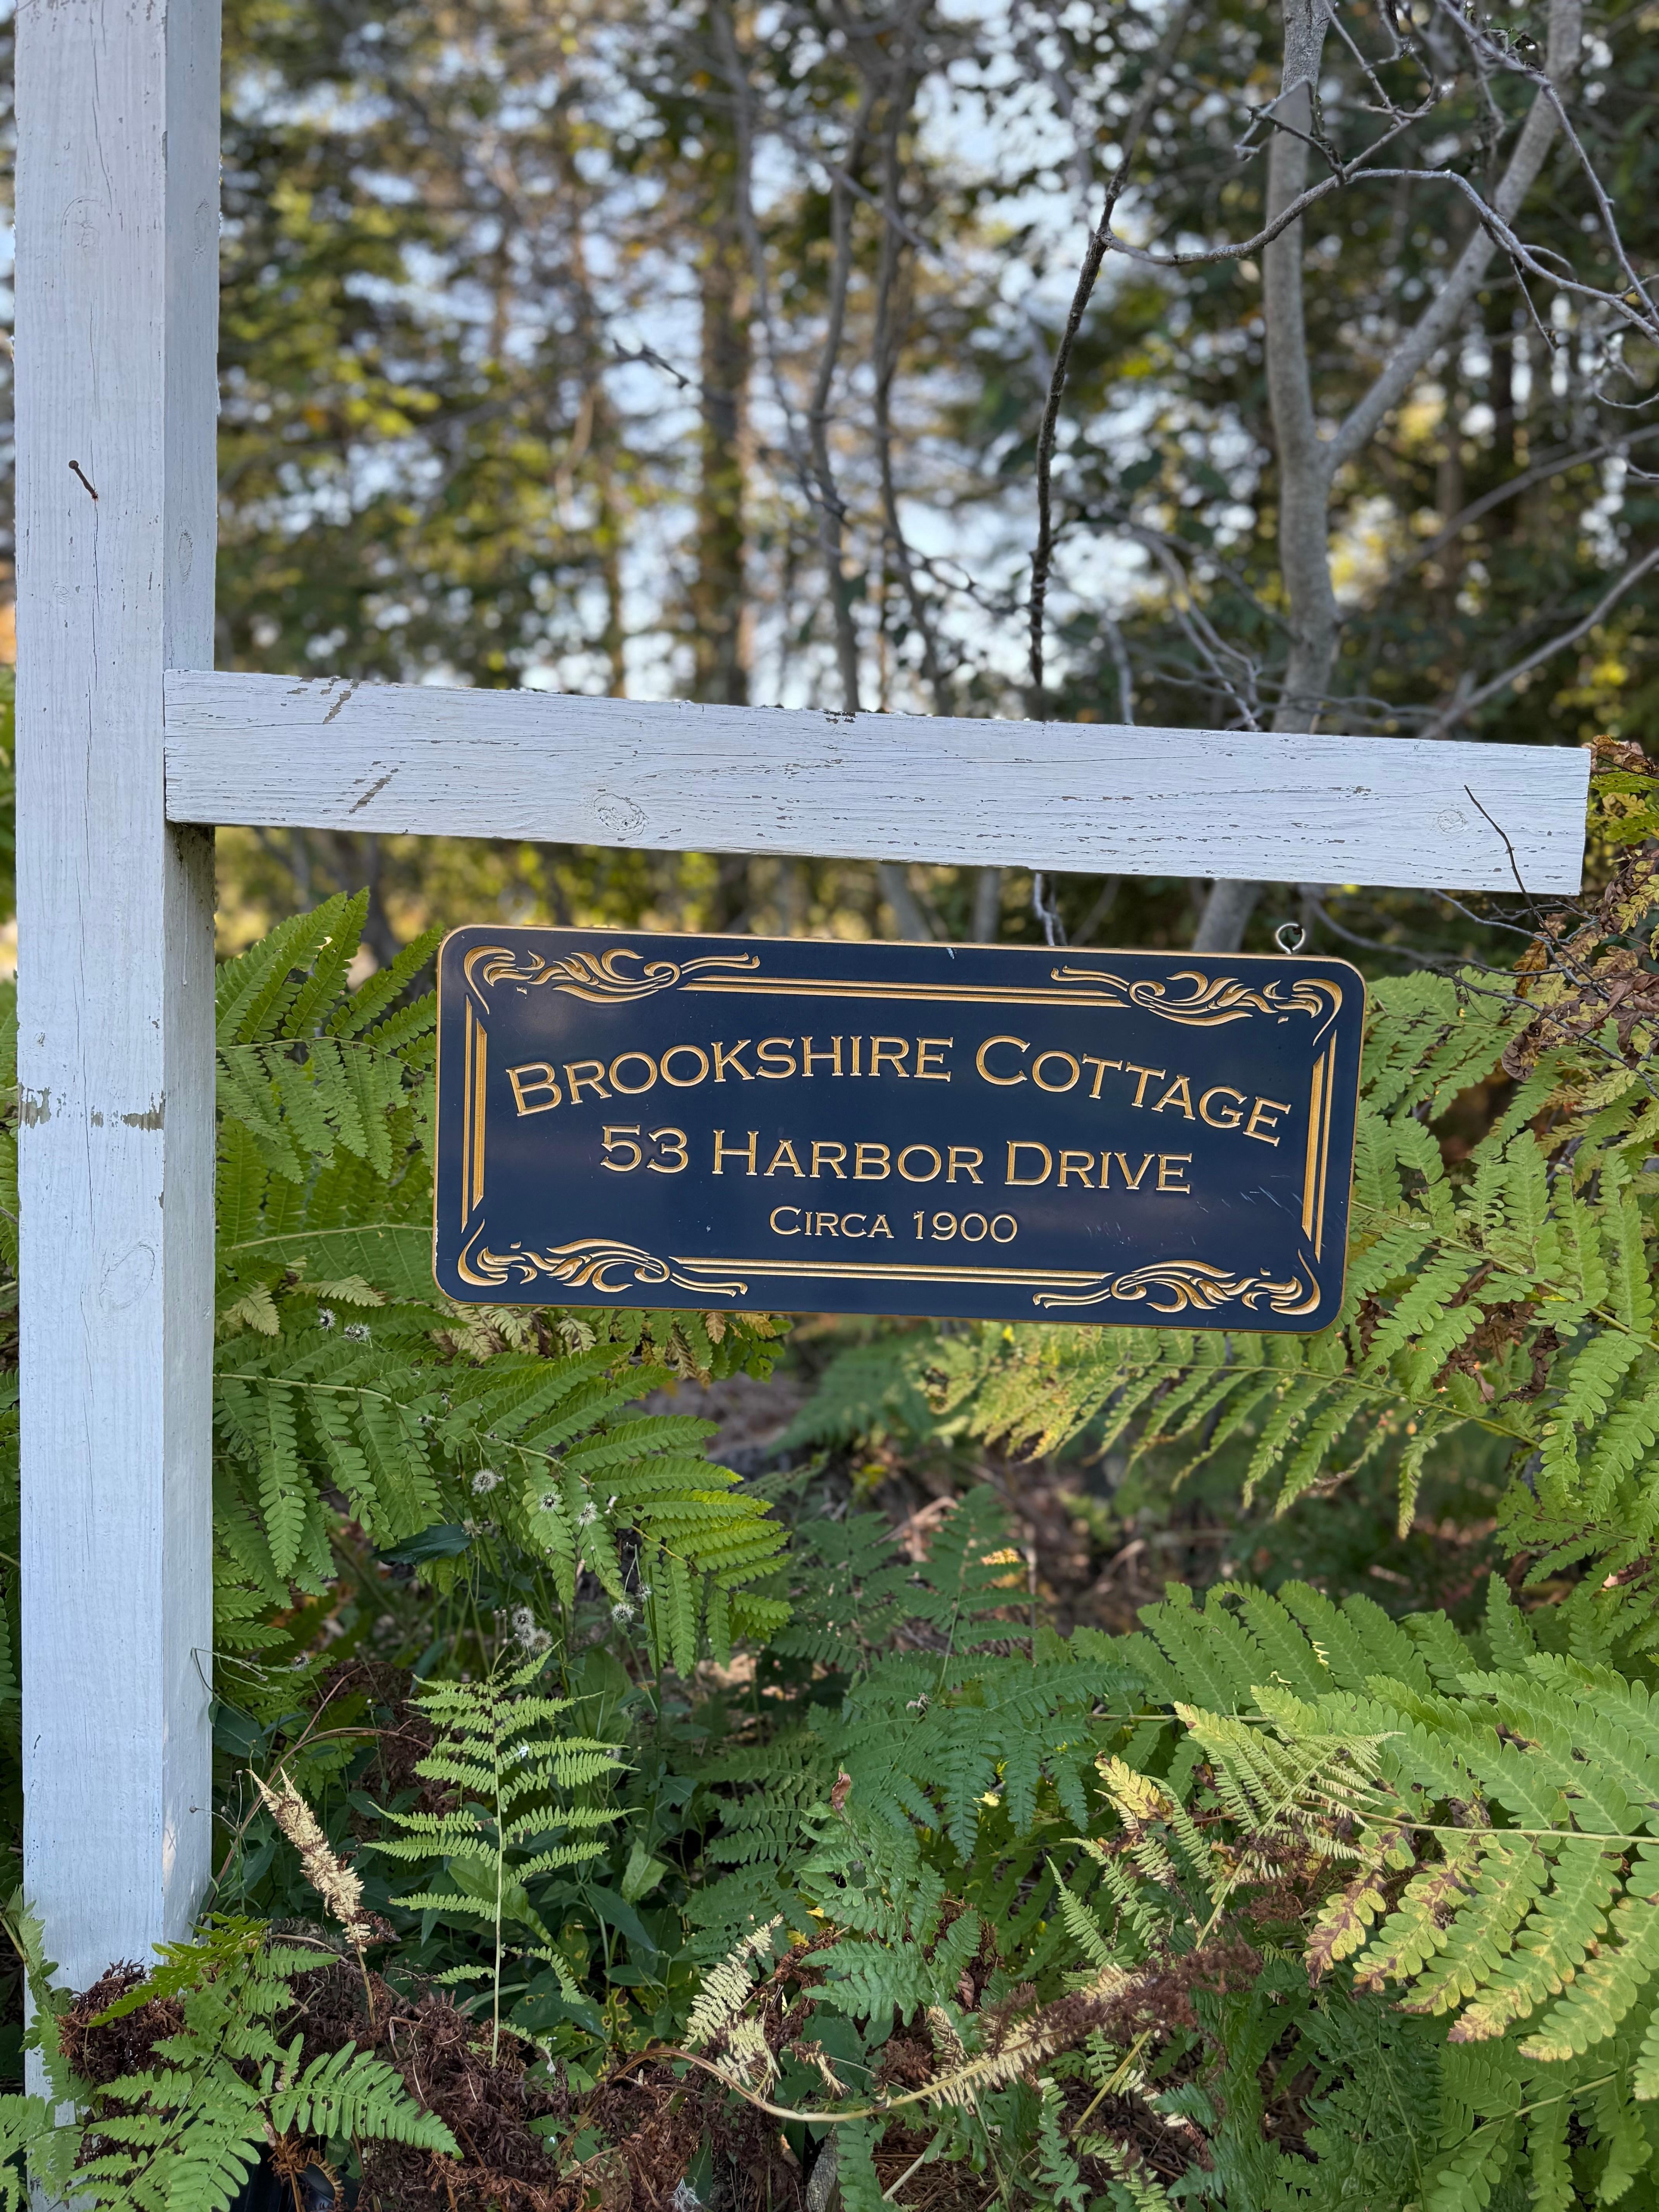 Brookshire Cottage
53 Harbor Drive
Circa 1900